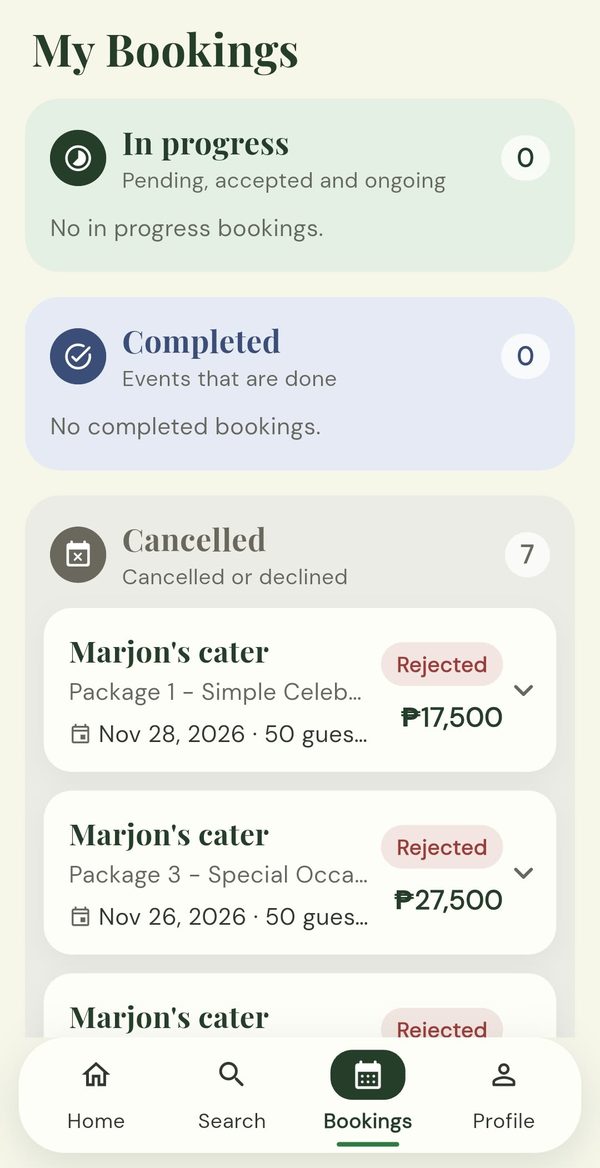 My Bookings
In progress
Pending, accepted and ongoing
0
No in progress bookings.
Completed
Events that are done
0
No completed bookings.
Cancelled
Cancelled or declined
7
Marjon's cater
Rejected
Package 1 - Simple Celeb...
₱17,500
Nov 28, 2026 · 50 gues...
Marjon's cater
Rejected
Package 3 - Special Occa...
₱27,500
Nov 26, 2026 · 50 gues...
Marjon's cater
Rejected
Home
Search
Bookings
Profile